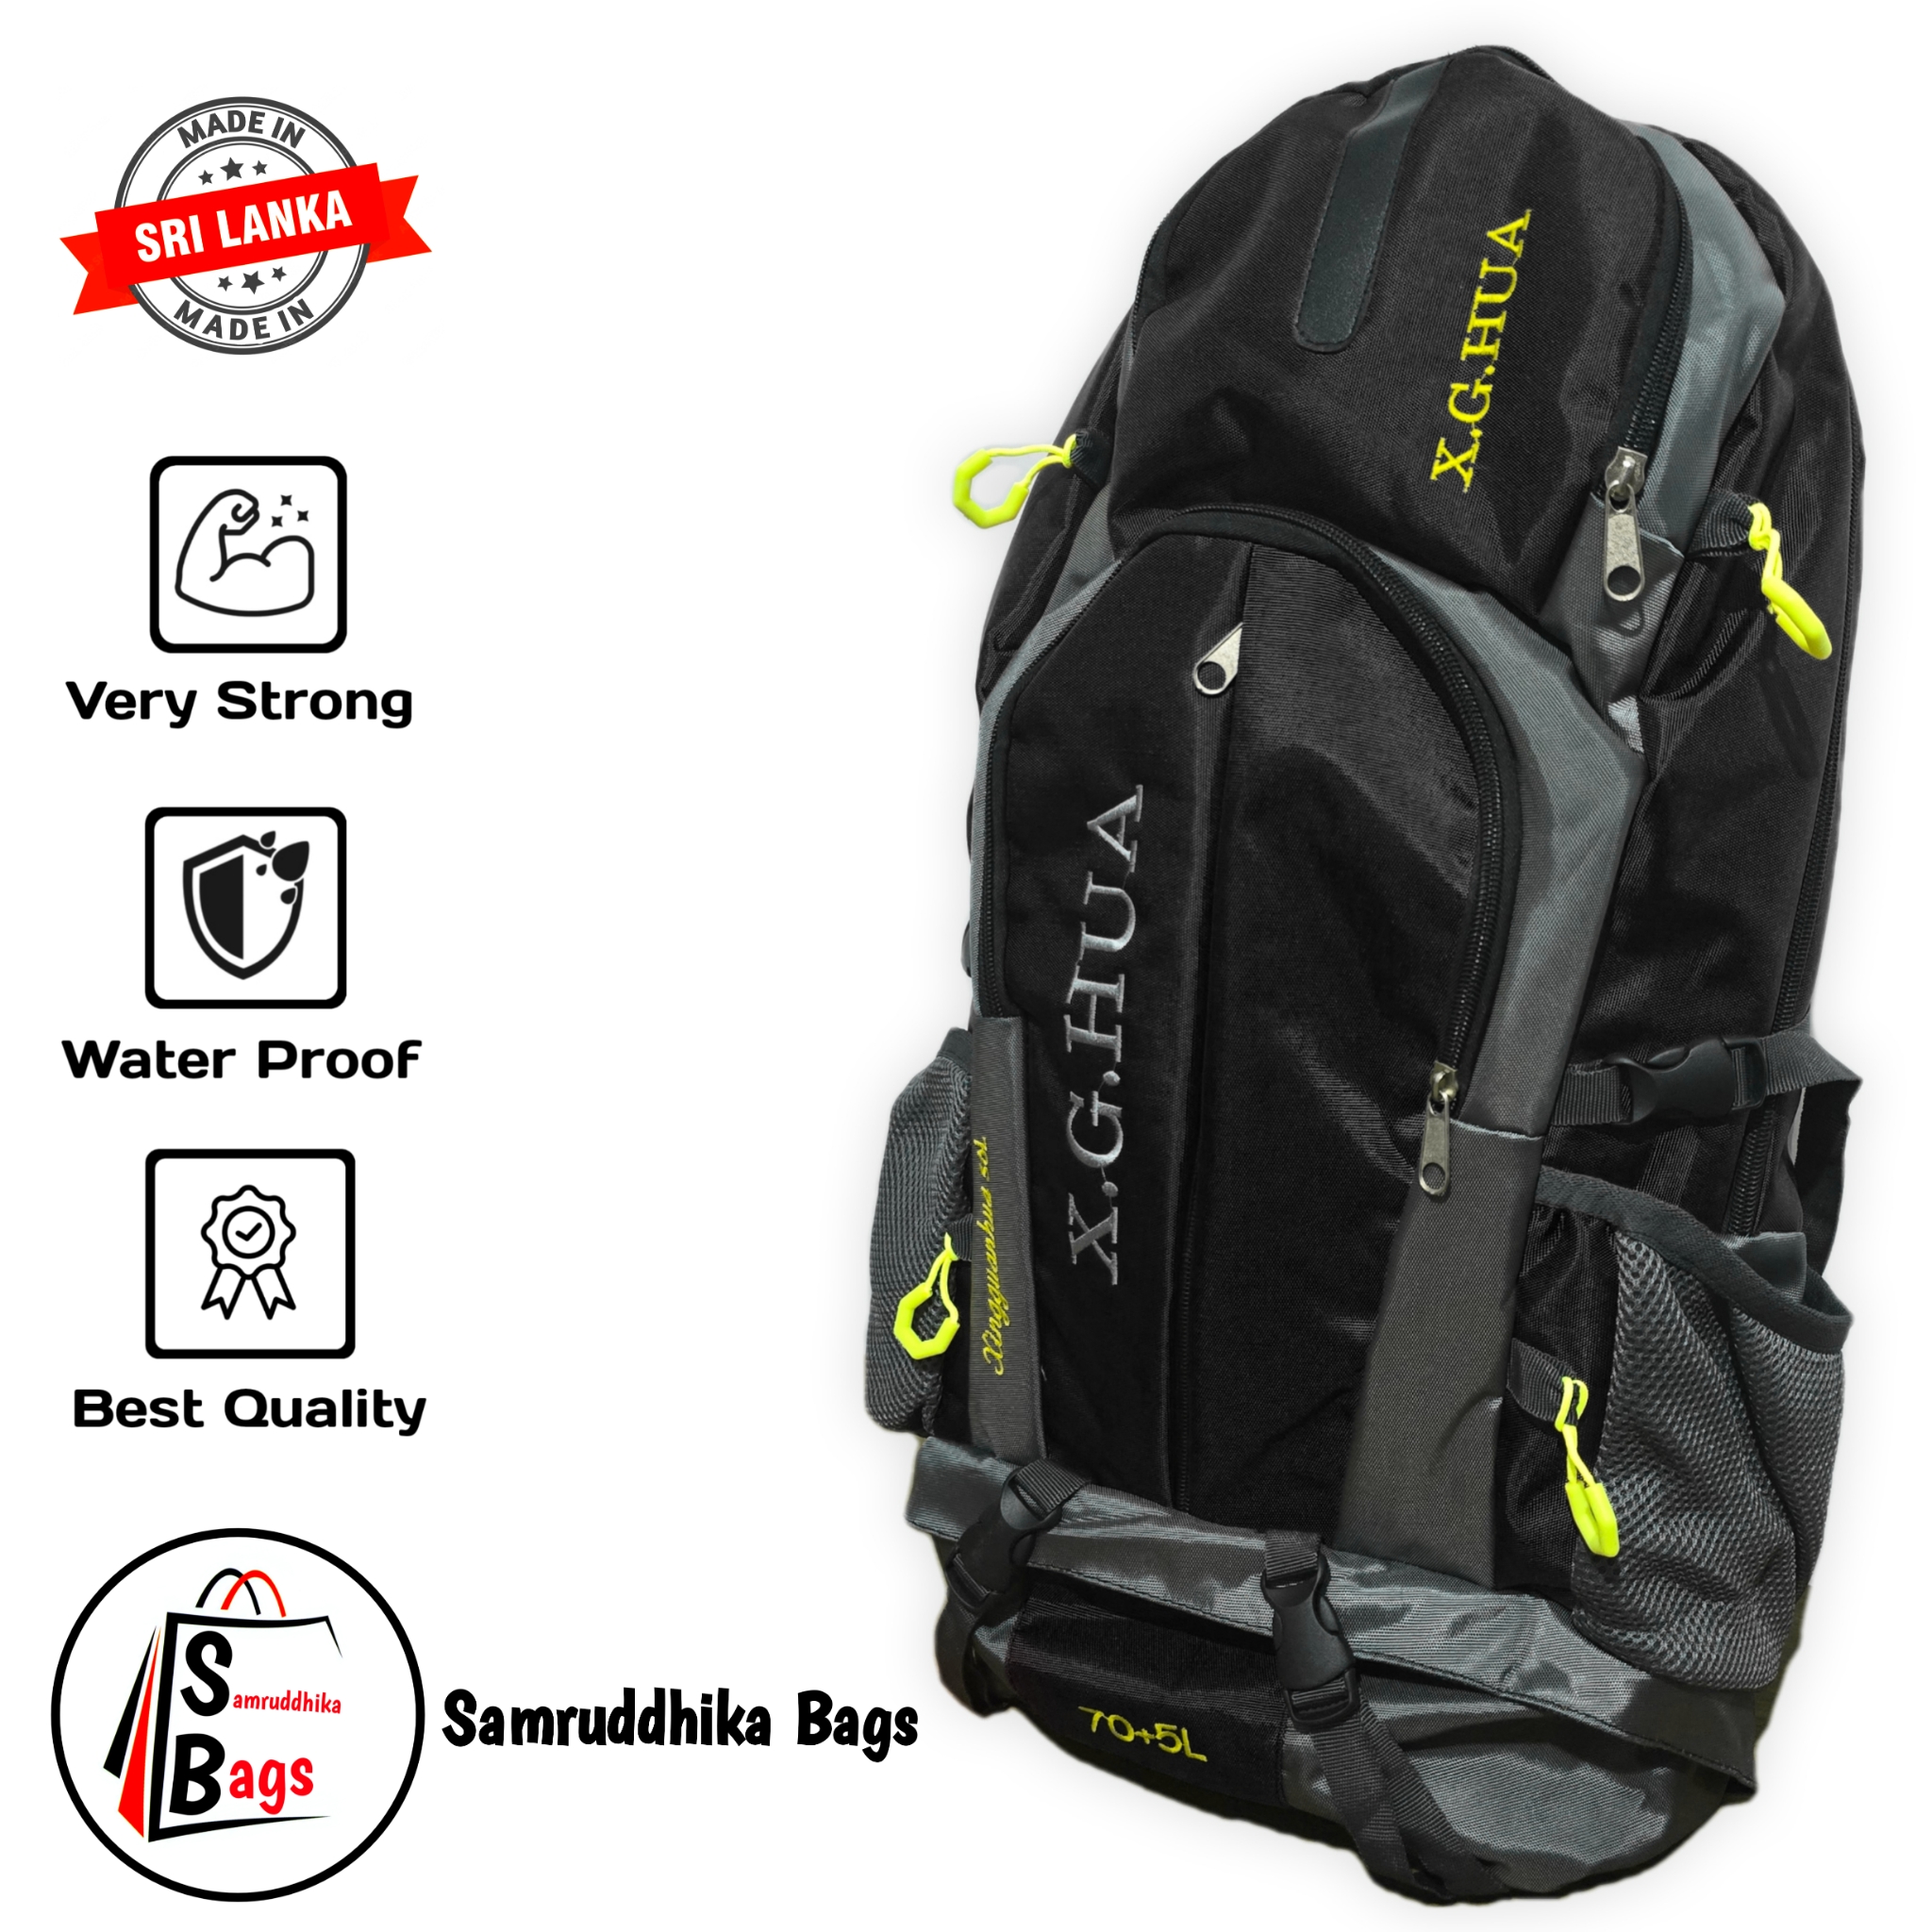 MADE IN
SRI LANKA
MADE IN
Very Strong
Water Proof
Best Quality
Samruddhika
Bags
Samruddhika Bags
X.G.HUA
X.G.HUA
70+5L